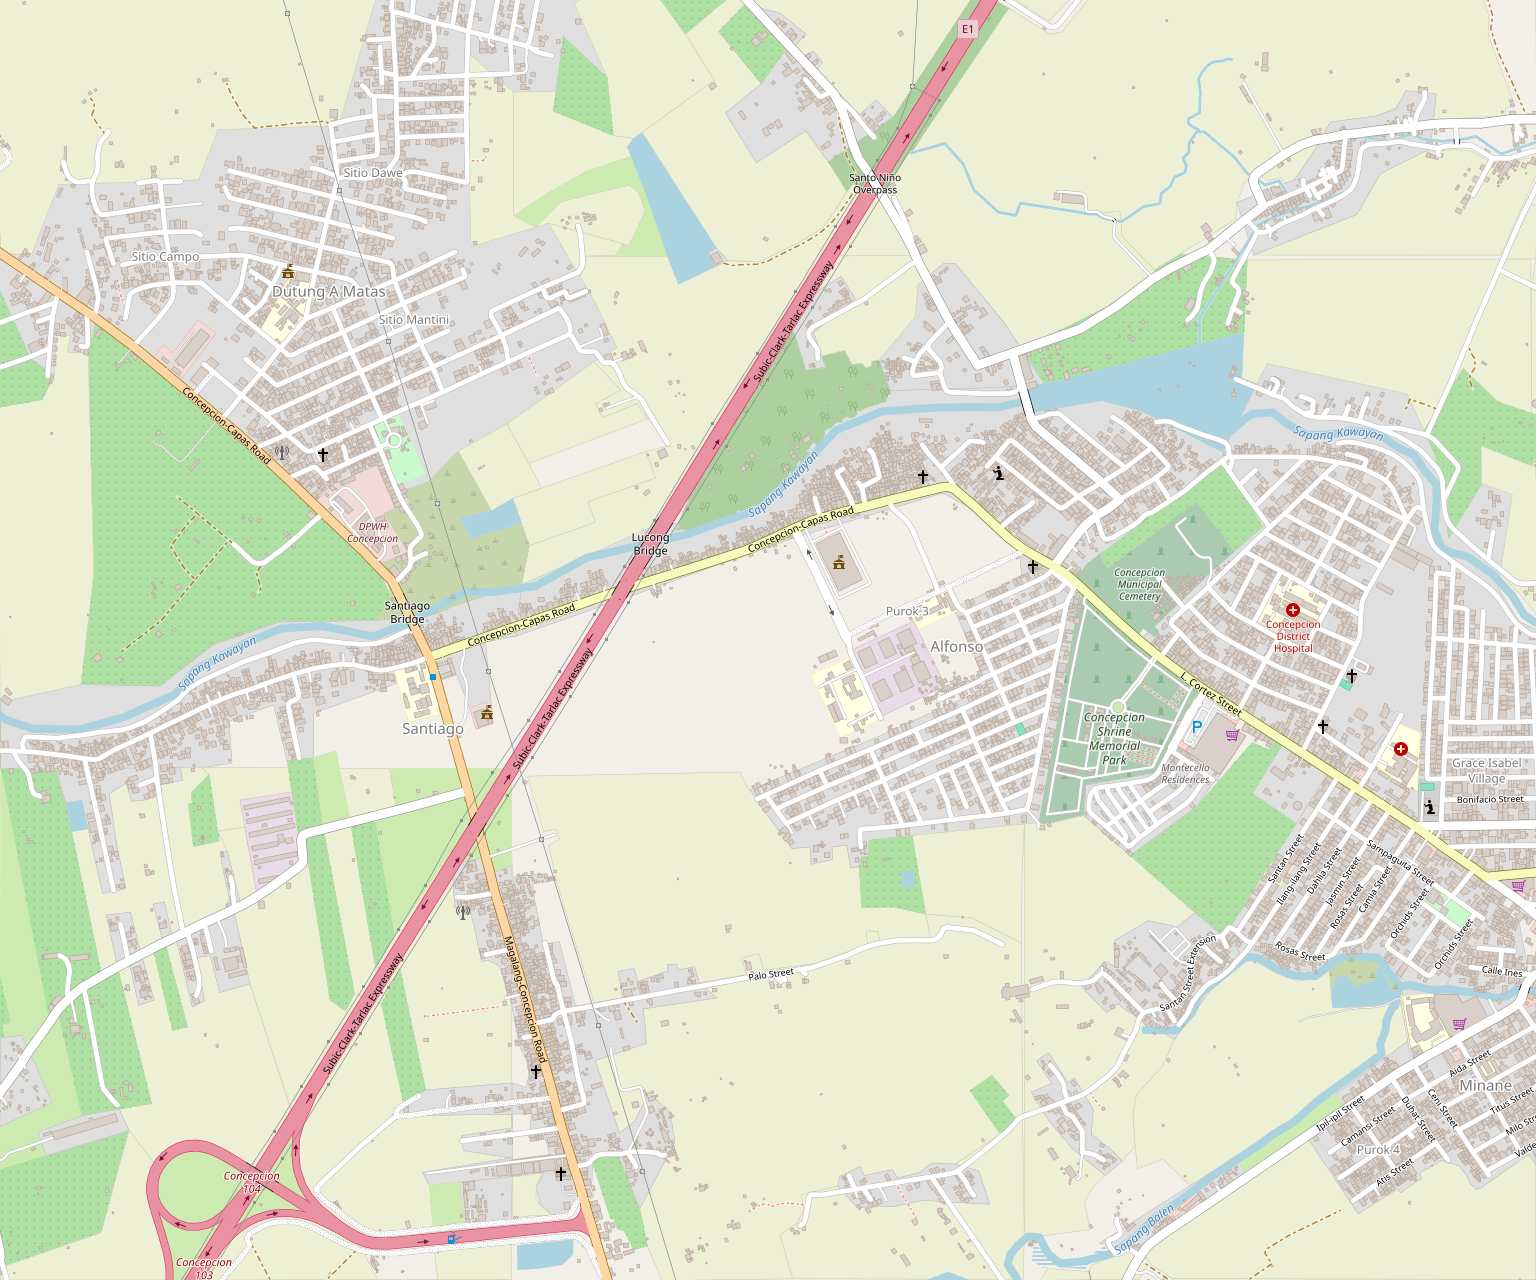 E1
Sitio Dawe
Santo Niño
Overpass
Sitio Campo
Dutung A Matas
Sitio Mantini
Subic-Clark-Tarlac Expressway
Concepcion-Capas Road
Sapang Kawayan
Sapang Kawayan
DPWH
Concepcion
Lucong
Bridge
Concepcion-Capas Road
Concepcion
Municipal
Cemetery
Santiago
Bridge
Concepcion-Capas Road
Purok 3
Alfonso
Concepcion
District
Hospital
Sapang Kawayan
L. Cortez Street
Subic-Clark-Tarlac Expressway
Santiago
Concepcion
Shrine
Memorial
Park
P
Montecello
Residences
Grace Isabel
Village
Bonifacio Street
Santan Street
Ilang-Ilang Street
Dahlia Street
Jasmin Street
Rosas Street
Camia Street
Sampaguita Street
Orchids Street
Orchids Street
Rosas Street
Calle Ines
Santan Street Extension
Magalang-Concepcion Road
Palo Street
Subic-Clark-Tarlac Expressway
Aida Street
Minane
Ipil-ipil Street
Camansi Street
Duhat Street
Ceni Street
Titus Street
Milo Str
Valde
Purok 4
Atis Street
Concepcion
104
Sapang Balen
Concepcion
103